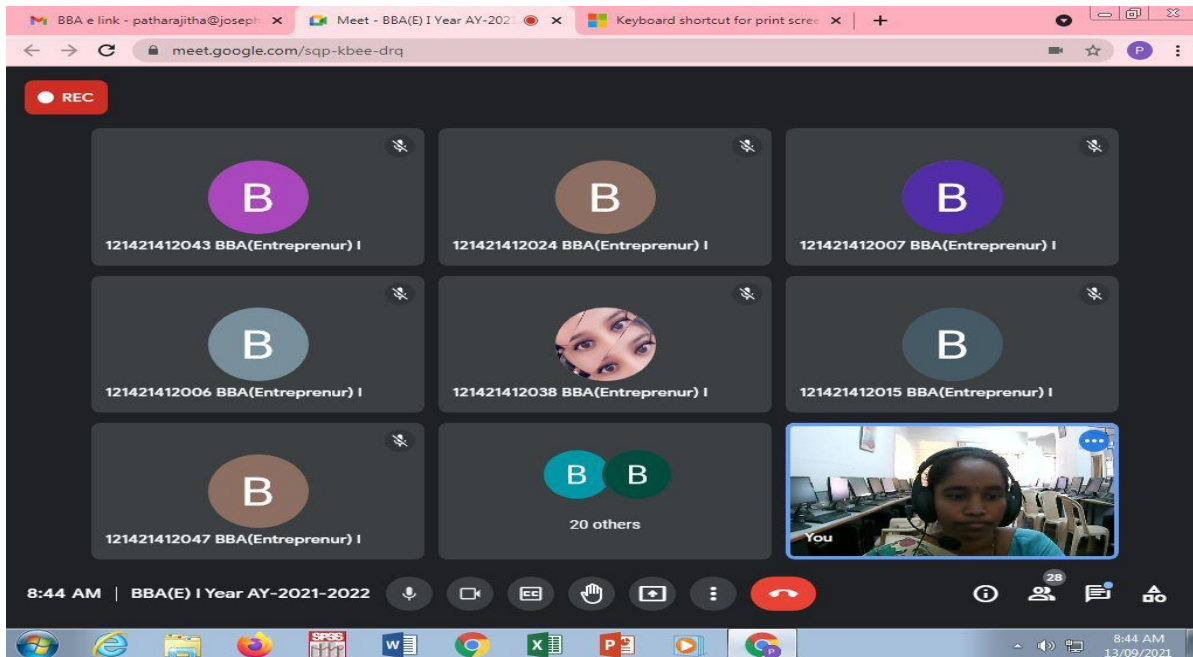 BBA e link - patharajitha@joseph
Meet - BBA(E) I Year AY-202
Keyboard shortcut for print scree
meet.google.com/sqp-kbee-drq
P
REC
B
B
B
121421412043 BBA(Entreprenur) I
121421412024 BBA(Entreprenur) I
121421412007 BBA(Entreprenur) I
B
B
121421412006 BBA(Entreprenur) I
121421412038 BBA(Entreprenur) I
121421412015 BBA(Entreprenur) I
B
B B
20 others
121421412047 BBA(Entreprenur) I
You
8:44 AM | BBA(E) I Year AY-2021-2022
CC
28
SPSS
8:44 AM
13/09/2021